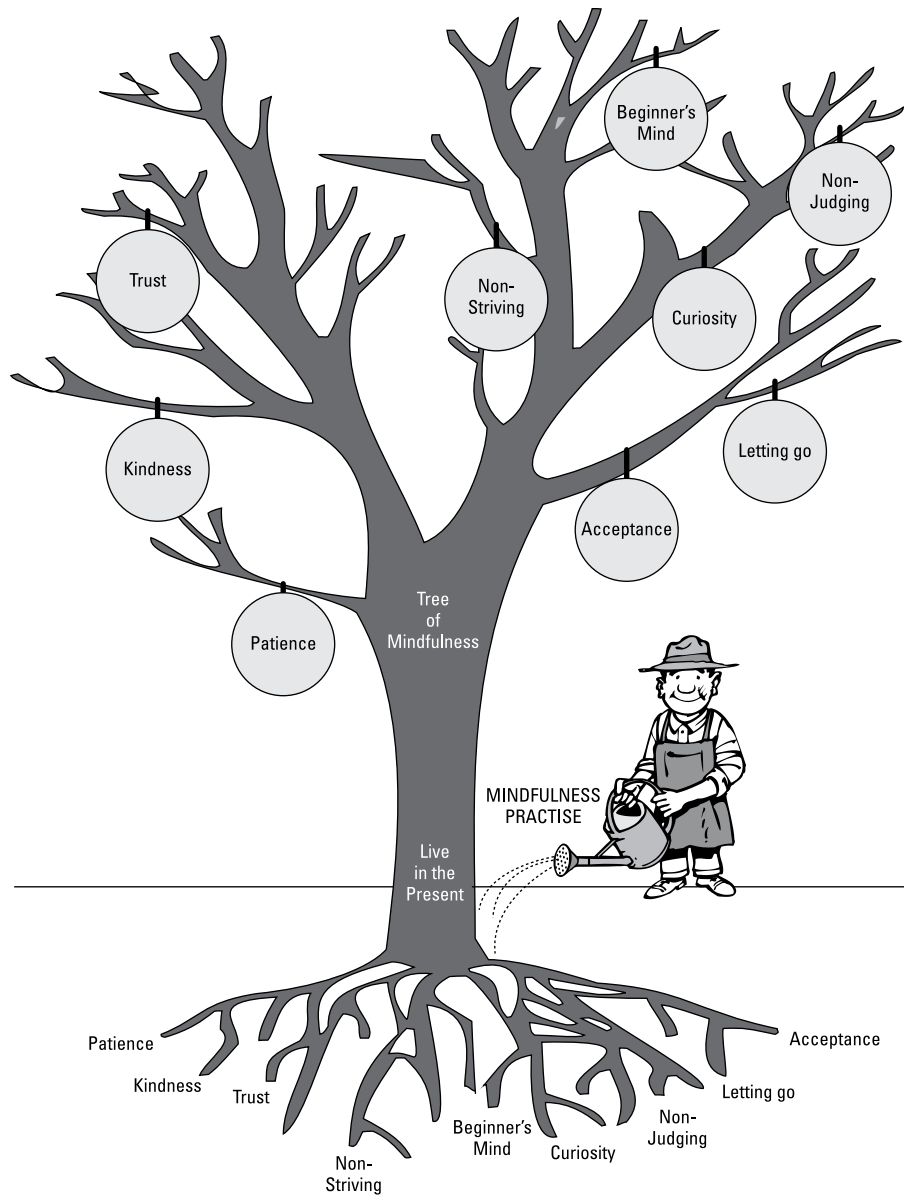 Beginner's
Mind
Non-
Judging
Trust
Non-
Striving
Curiosity
Kindness
Letting go
Acceptance
Patience
Tree
of
Mindfulness
MINDFULNESS
PRACTISE
Live
in the
Present
Patience
Kindness
Trust
Non-
Striving
Beginner's
Mind
Curiosity
Non-
Judging
Letting go
Acceptance